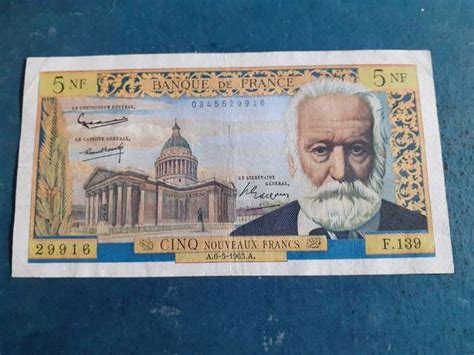 5 NF BANQUE DE FRANCE 5 NF
0345529916
LE CONTROLEUR GÉNÉRAL,
LE CAISSIER GÉNÉRAL,
LE SECRÉTAIRE
GÉNÉRAL,
29916 CINQ NOUVEAUX FRANCS F.139
A.6-5-1965.A.